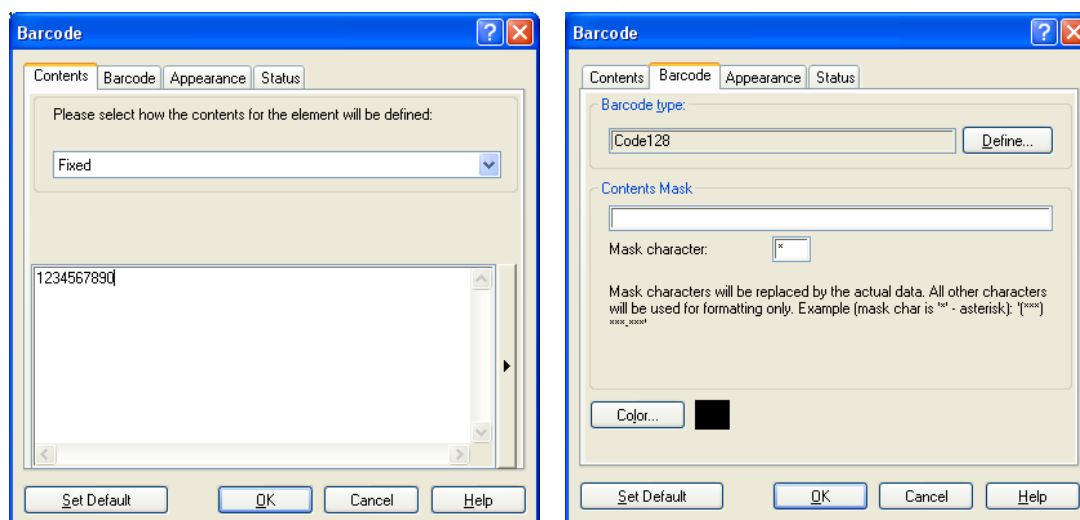 Barcode
Contents Barcode Appearance Status
Please select how the contents for the element will be defined:
Fixed
1234567890
Set Default OK Cancel Help
Barcode
Contents Barcode Appearance Status
Barcode type:
Code128 Define...
Contents Mask
Mask character: *
Mask characters will be replaced by the actual data. All other characters
will be used for formatting only. Example (mask char is '*' - asterisk): '(***)
***-***'
Color...
Set Default OK Cancel Help